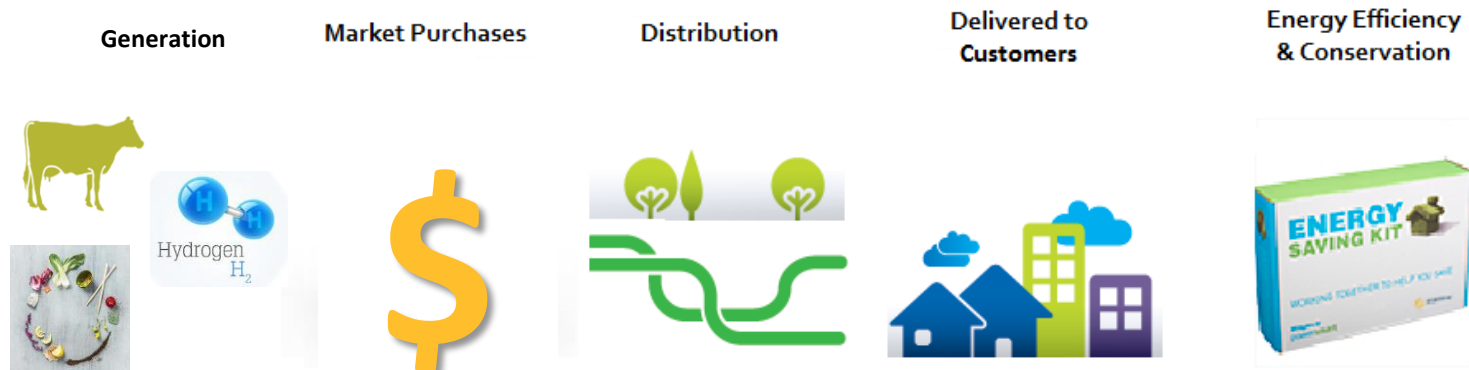 Generation
Market Purchases
Distribution
Delivered to
Customers
Energy Efficiency
& Conservation
H
H
Hydrogen
H2
ENERGY
SAVING KIT
WORKING TOGETHER TO HELP YOU SAVE